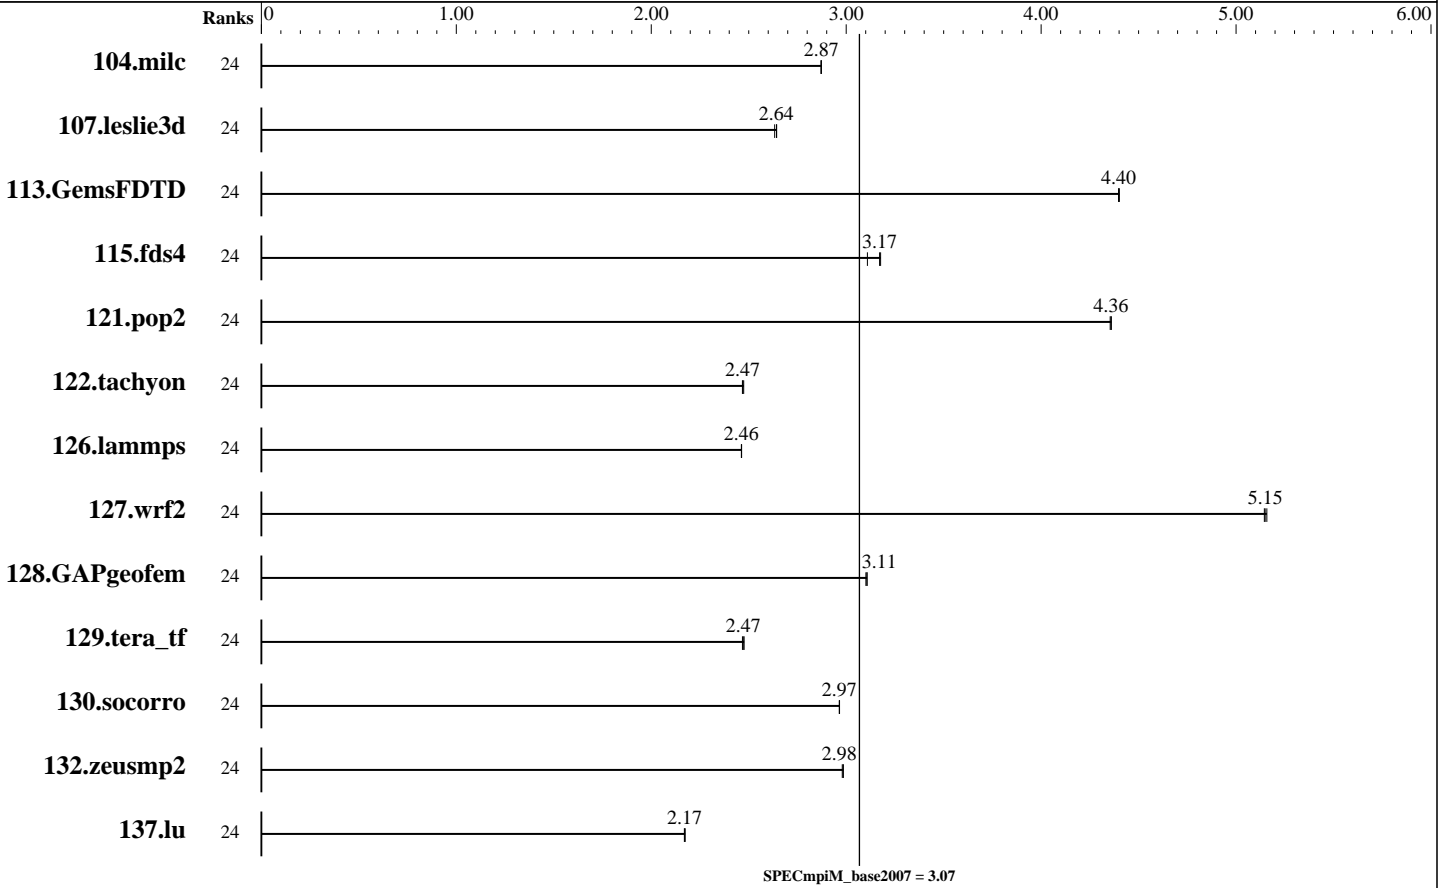 Ranks 0 1.00 2.00 3.00 4.00 5.00 6.00
104.milc 24 2.87
107.leslie3d 24 2.64
113.GemsFDTD 24 4.40
115.fds4 24 3.17
121.pop2 24 4.36
122.tachyon 24 2.47
126.lammps 24 2.46
127.wrf2 24 5.15
128.GAPgeofem 24 3.11
129.tera_tf 24 2.47
130.socorro 24 2.97
132.zeusmp2 24 2.98
137.lu 24 2.17
SPECmpiM_base2007 = 3.07